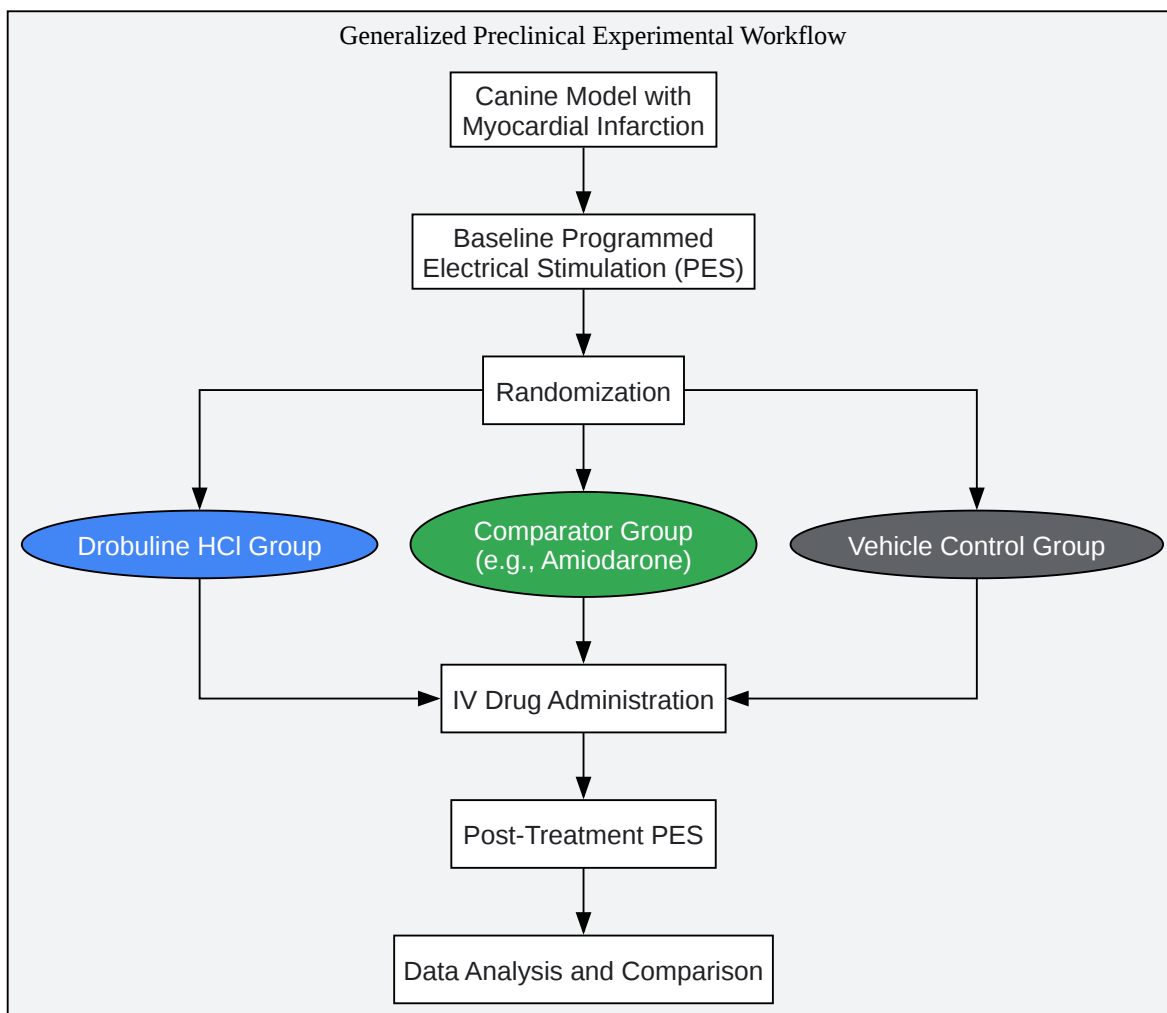 Generalized Preclinical Experimental Workflow
Canine Model with
Myocardial Infarction
Baseline Programmed
Electrical Stimulation (PES)
Randomization
Drobuline HCl Group
Comparator Group
(e.g., Amiodarone)
Vehicle Control Group
IV Drug Administration
Post-Treatment PES
Data Analysis and Comparison